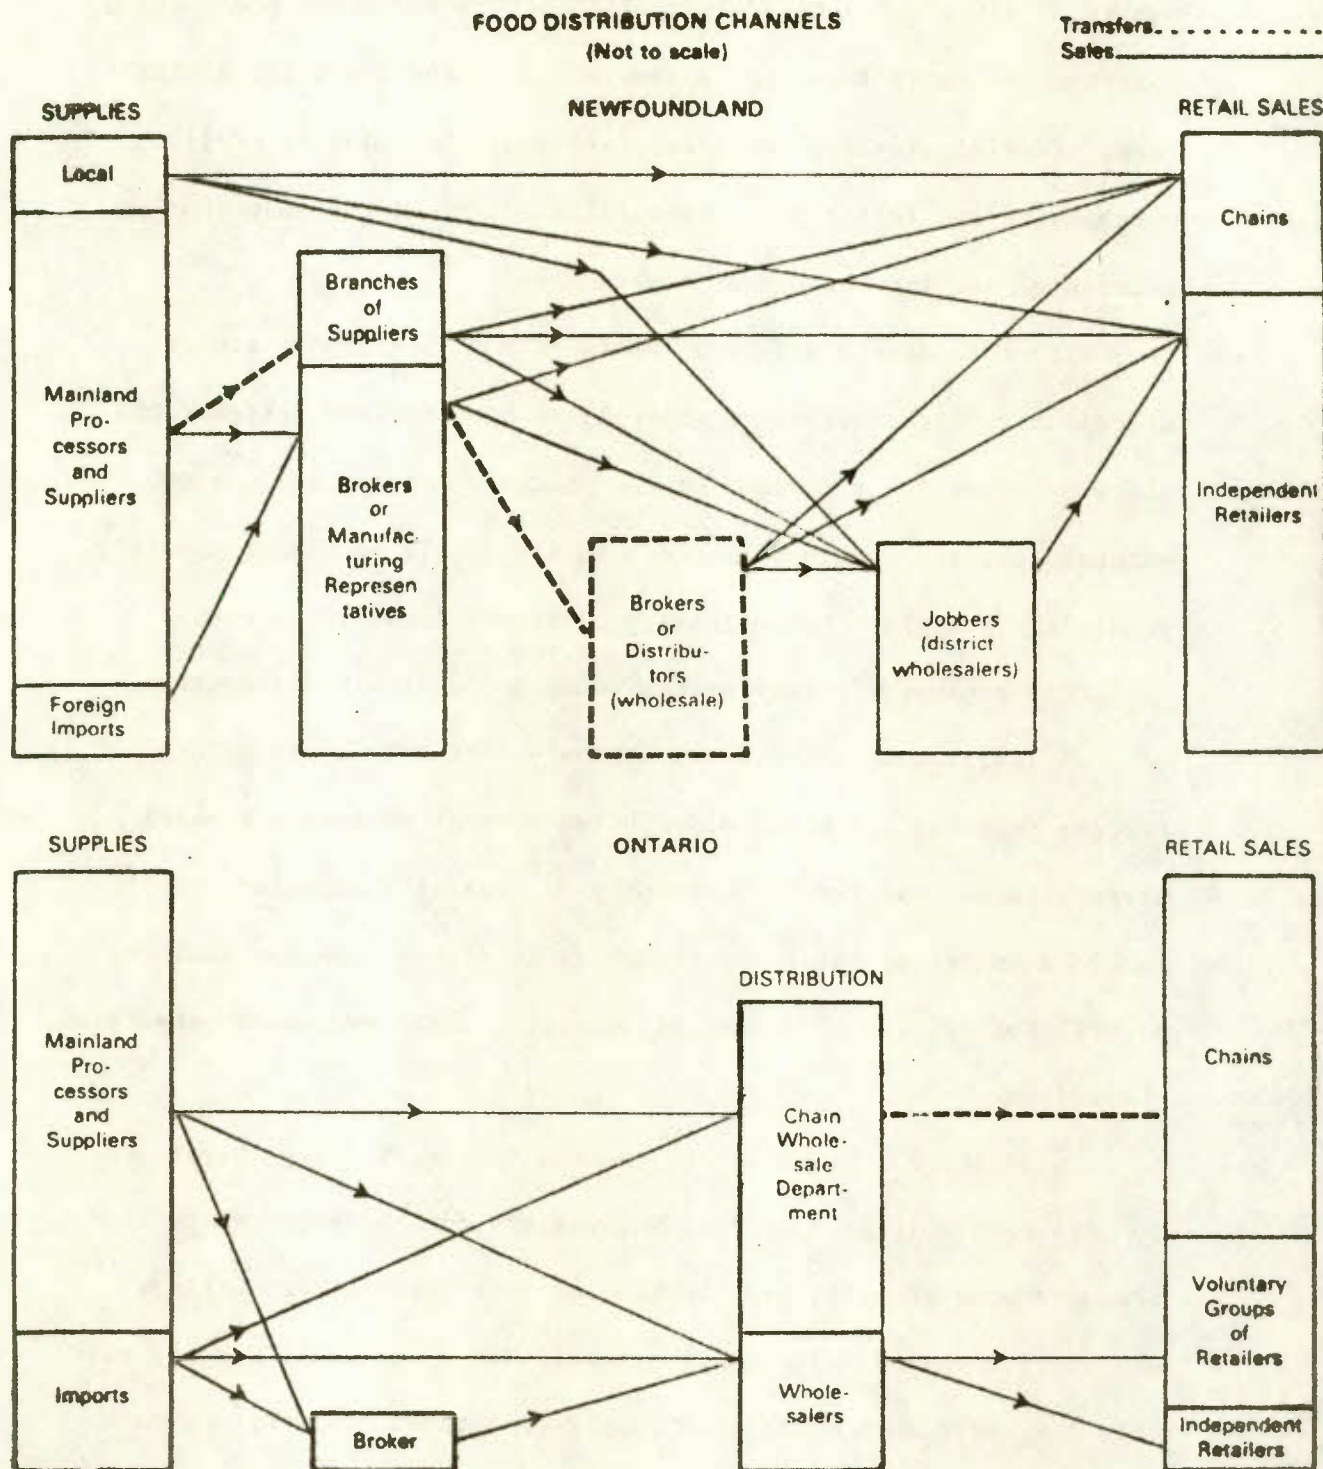 FOOD DISTRIBUTION CHANNELS
(Not to scale)
Transfers
Sales
SUPPLIES
NEWFOUNDLAND
RETAIL SALES
Local
Mainland
Pro-
cessors
and
Suppliers
Foreign
Imports
Branches
of
Suppliers
Brokers
or
Manufac-
turing
Represen
tatives
Brokers
or
Distribu-
tors
(wholesale)
Jobbers
(district
wholesalers)
Chains
Independent
Retailers
SUPPLIES
ONTARIO
RETAIL SALES
Mainland
Pro-
cessors
and
Suppliers
Imports
Broker
DISTRIBUTION
Chain
Whole-
sale
Depart-
ment
Whole-
salers
Chains
Voluntary
Groups
of
Retailers
Independent
Retailers